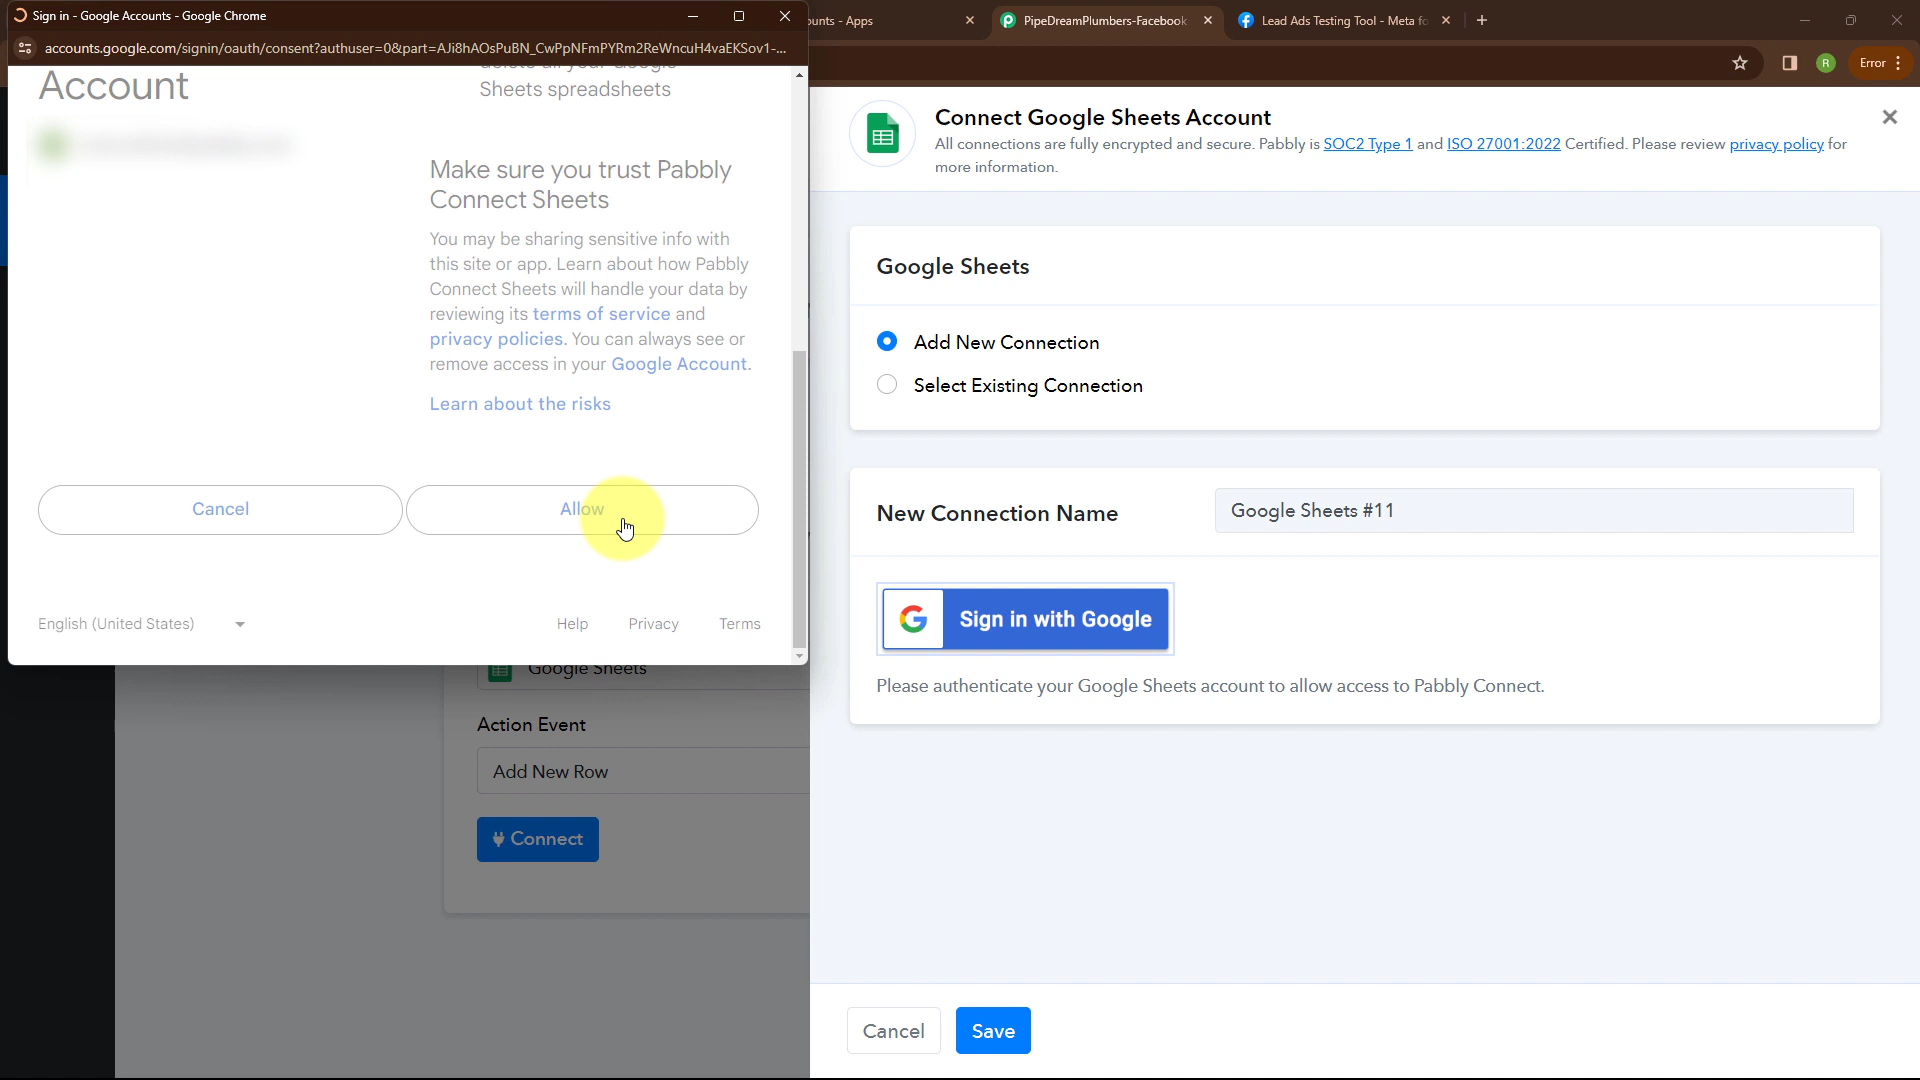 Sign in - Google Accounts - Google Chrome
accounts.google.com/signin/oauth/consent?authuser=0&part=AJi8hAOsPuBN_CwPpNFmPYRm2ReWncuH4vaEKSov1-...
Account
Sheets spreadsheets
Make sure you trust Pabbly
Connect Sheets
You may be sharing sensitive info with
this site or app. Learn about how Pabbly
Connect Sheets will handle your data by
reviewing its terms of service and
privacy policies. You can always see or
remove access in your Google Account.
Learn about the risks
Cancel
Allow
English (United States)
Help
Privacy
Terms
Google Sheets
Action Event
Add New Row
Connect
unts - Apps
PipeDreamPlumbers-Facebook
Lead Ads Testing Tool - Meta fo
R
Error
Connect Google Sheets Account
All connections are fully encrypted and secure. Pabbly is SOC2 Type 1 and ISO 27001:2022 Certified. Please review privacy policy for
more information.
Google Sheets
Add New Connection
Select Existing Connection
New Connection Name
Google Sheets #11
Sign in with Google
Please authenticate your Google Sheets account to allow access to Pabbly Connect.
Cancel
Save